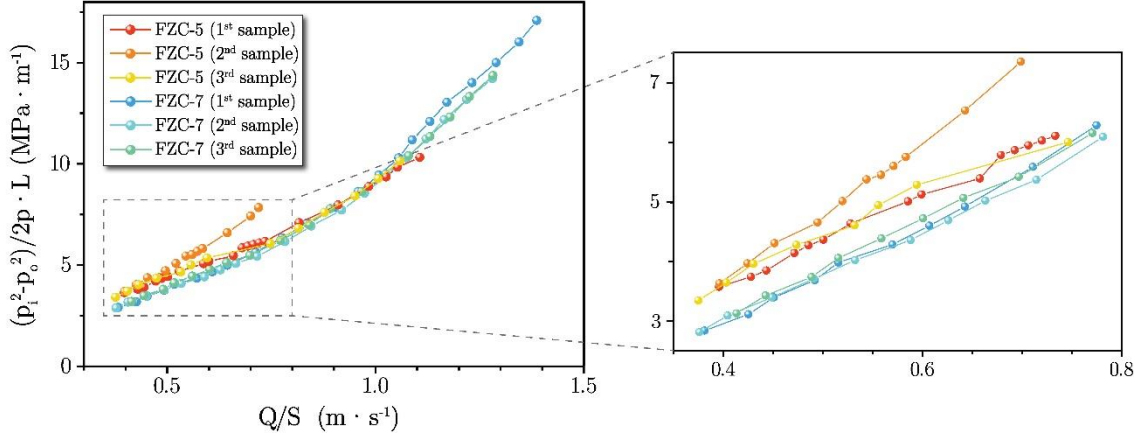 FZC-5 (1st sample)
FZC-5 (2nd sample)
FZC-5 (3rd sample)
FZC-7 (1st sample)
FZC-7 (2nd sample)
FZC-7 (3rd sample)
(pi²-po²)/2p · L (MPa · m⁻¹)
15
10
5
0
0.5
1.0
1.5
Q/S (m · s⁻¹)
7
5
3
0.4
0.6
0.8